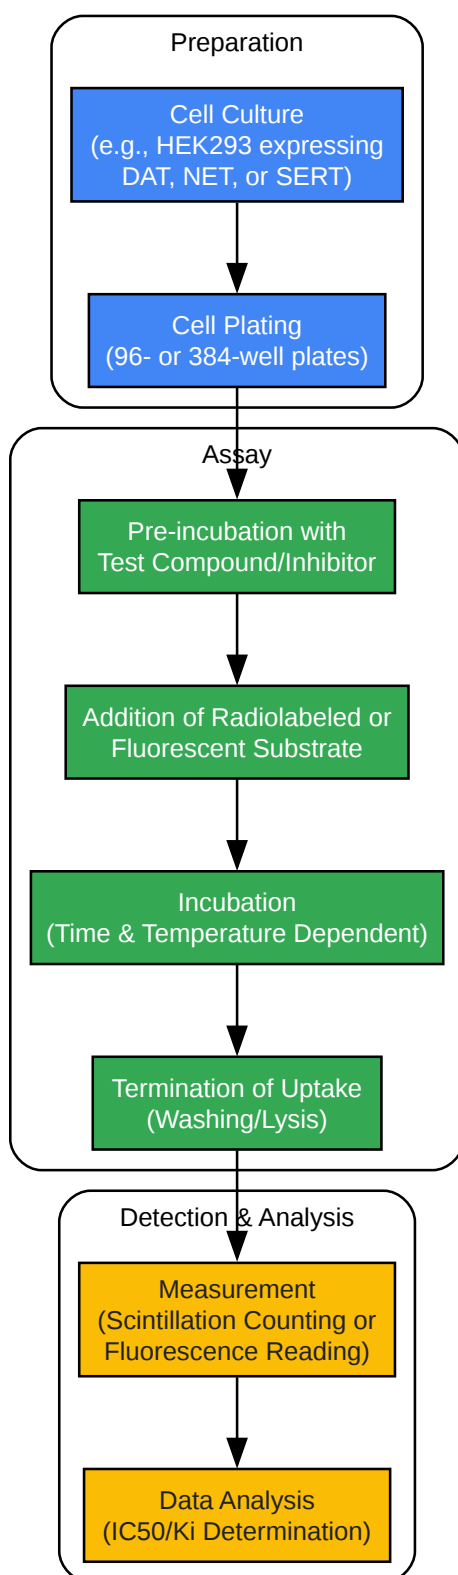 Preparation
Cell Culture
(e.g., HEK293 expressing
DAT, NET, or SERT)
Cell Plating
(96- or 384-well plates)
Assay
Pre-incubation with
Test Compound/Inhibitor
Addition of Radiolabeled or
Fluorescent Substrate
Incubation
(Time & Temperature Dependent)
Termination of Uptake
(Washing/Lysis)
Detection & Analysis
Measurement
(Scintillation Counting or
Fluorescence Reading)
Data Analysis
(IC50/Ki Determination)